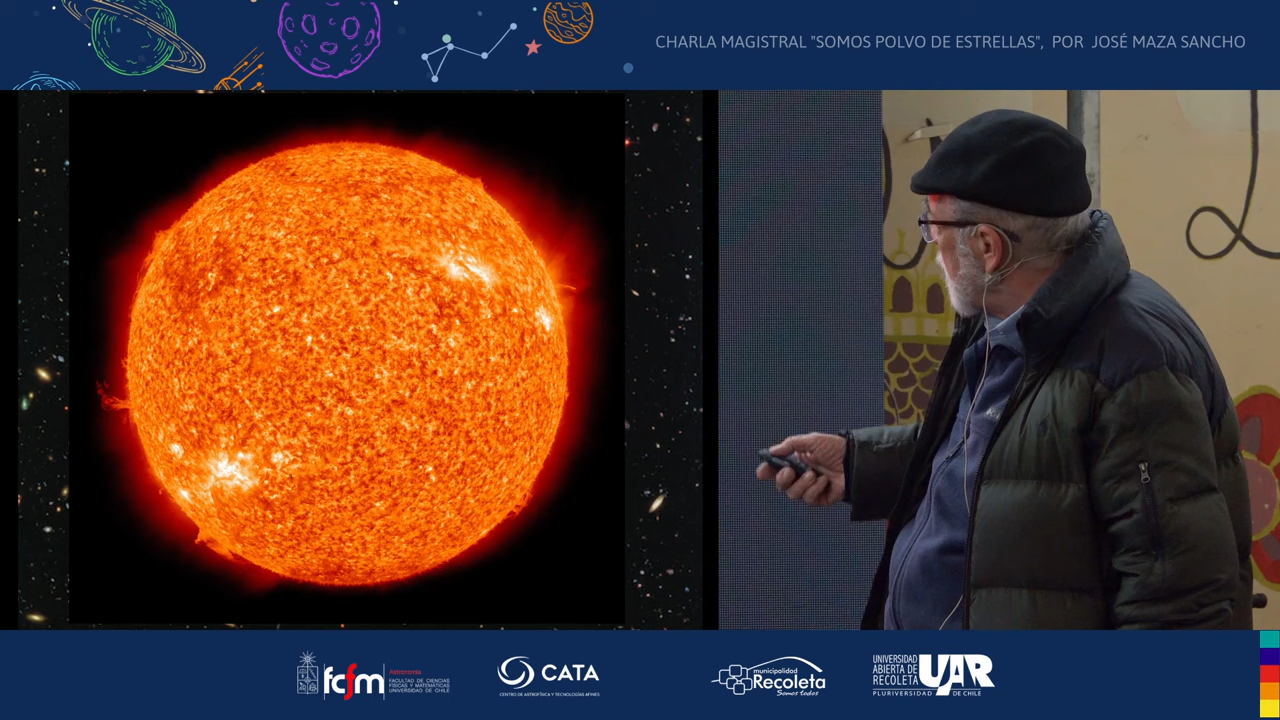 CHARLA MAGISTRAL "SOMOS POLVO DE ESTRELLAS", POR JOSÉ MAZA SANCHO
fcfm
Astronomía
FACULTAD DE CIENCIAS
FÍSICAS Y MATEMÁTICAS
UNIVERSIDAD DE CHILE
CATA
CENTRO DE ASTROFÍSICA Y TECNOLOGÍAS AFINES
municipalidad
Recoleta
Somos todos
UNIVERSIDAD
ABIERTA DE
RECOLETA
UAR
PLURIVERSIDAD DE CHILE